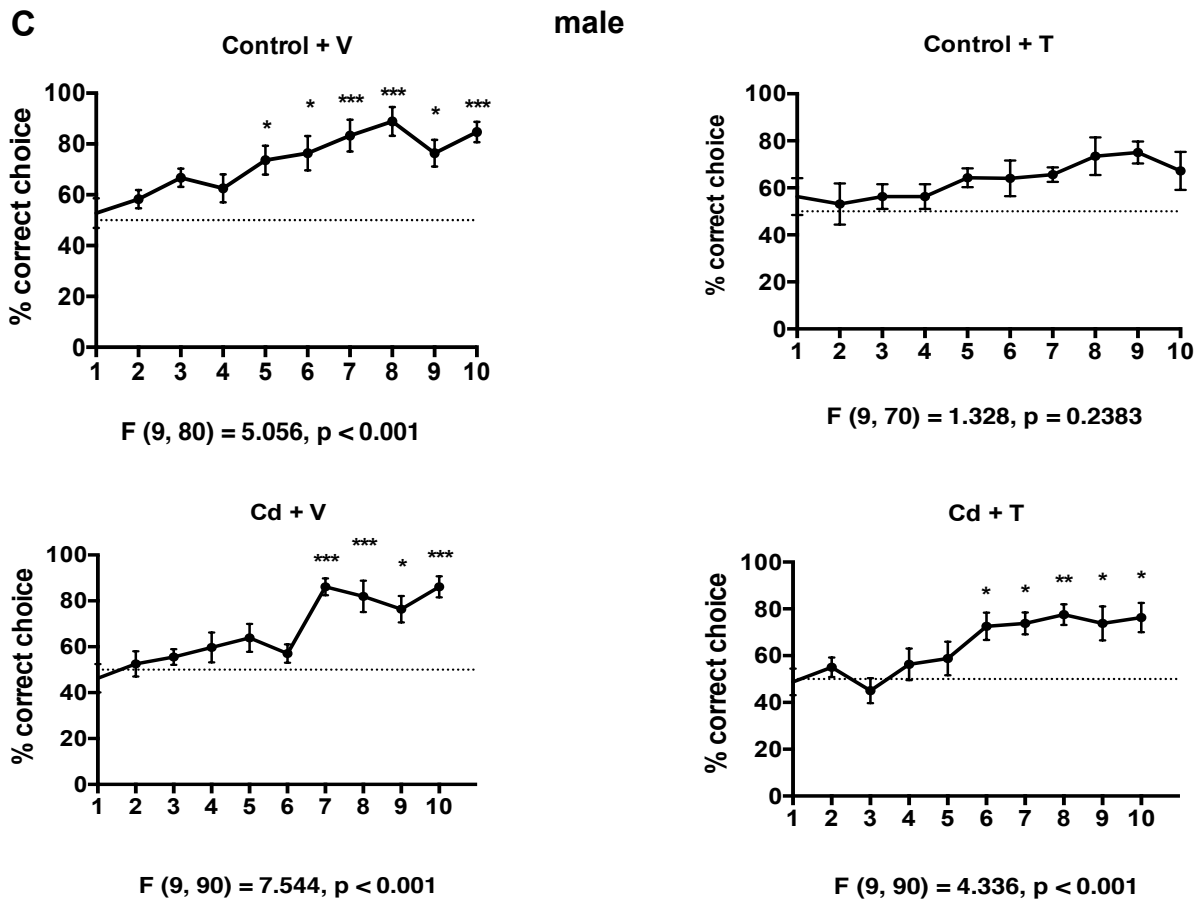 C
male
Control + V
% correct choice
100
80
60
40
20
0
* * *** *** * ***
1 2 3 4 5 6 7 8 9 10
F (9, 80) = 5.056, p < 0.001
Control + T
% correct choice
100
80
60
40
20
0
1 2 3 4 5 6 7 8 9 10
F (9, 70) = 1.328, p = 0.2383
Cd + V
% correct choice
100
80
60
40
20
0
*** *** * ***
1 2 3 4 5 6 7 8 9 10
F (9, 90) = 7.544, p < 0.001
Cd + T
% correct choice
100
80
60
40
20
0
* * ** * *
1 2 3 4 5 6 7 8 9 10
F (9, 90) = 4.336, p < 0.001